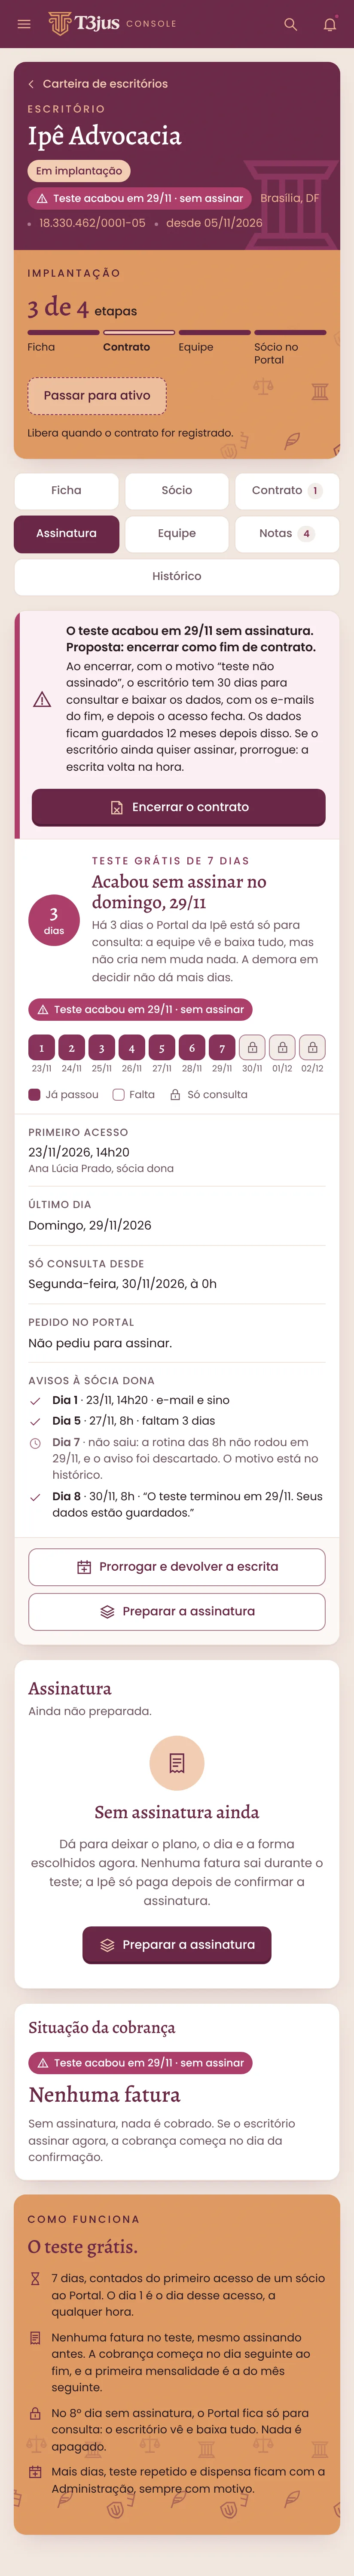 T3jus CONSOLE
Carteira de escritórios
ESCRITÓRIO
Ipê Advocacia
Em implantação
Teste acabou em 29/11 · sem assinar
Brasília, DF
18.330.462/0001-05 • desde 05/11/2026
IMPLANTAÇÃO
3 de 4 etapas
Ficha
Contrato
Equipe
Sócio no
Portal
Passar para ativo
Libera quando o contrato for registrado.
Ficha
Sócio
Contrato 1
Assinatura
Equipe
Notas 4
Histórico
O teste acabou em 29/11 sem assinatura.
Proposta: encerrar como fim de contrato.
Ao encerrar, com o motivo “teste não
assinado”, o escritório tem 30 dias para
consultar e baixar os dados, com os e-mails
do fim, e depois o acesso fecha. Os dados
ficam guardados 12 meses depois disso. Se o
escritório ainda quiser assinar, prorrogue: a
escrita volta na hora.
Encerrar o contrato
TESTE GRÁTIS DE 7 DIAS
Acabou sem assinar no
domingo, 29/11
3
dias
Há 3 dias o Portal da Ipê está só para
consulta: a equipe vê e baixa tudo, mas
não cria nem muda nada. A demora em
decidir não dá mais dias.
Teste acabou em 29/11 · sem assinar
1 2 3 4 5 6 7
23/11 24/11 25/11 26/11 27/11 28/11 29/11 30/11 01/12 02/12
Já passou
Falta
Só consulta
PRIMEIRO ACESSO
23/11/2026, 14h20
Ana Lúcia Prado, sócia dona
ÚLTIMO DIA
Domingo, 29/11/2026
SÓ CONSULTA DESDE
Segunda-feira, 30/11/2026, à 0h
PEDIDO NO PORTAL
Não pediu para assinar.
AVISOS À SÓCIA DONA
Dia 1 · 23/11, 14h20 · e-mail e sino
Dia 5 · 27/11, 8h · faltam 3 dias
Dia 7 · não saiu: a rotina das 8h não rodou em
29/11, e o aviso foi descartado. O motivo está no
histórico.
Dia 8 · 30/11, 8h · “O teste terminou em 29/11. Seus
dados estão guardados.”
Prorrogar e devolver a escrita
Preparar a assinatura
Assinatura
Ainda não preparada.
Sem assinatura ainda
Dá para deixar o plano, o dia e a forma
escolhidos agora. Nenhuma fatura sai durante o
teste; a Ipê só paga depois de confirmar a
assinatura.
Preparar a assinatura
Situação da cobrança
Teste acabou em 29/11 · sem assinar
Nenhuma fatura
Sem assinatura, nada é cobrado. Se o escritório
assinar agora, a cobrança começa no dia da
confirmação.
COMO FUNCIONA
O teste grátis.
7 dias, contados do primeiro acesso de um sócio
ao Portal. O dia 1 é o dia desse acesso, a
qualquer hora.
Nenhuma fatura no teste, mesmo assinando
antes. A cobrança começa no dia seguinte ao
fim, e a primeira mensalidade é a do mês
seguinte.
No 8º dia sem assinatura, o Portal fica só para
consulta: o escritório vê e baixa tudo. Nada é
apagado.
Mais dias, teste repetido e dispensa ficam com a
Administração, sempre com motivo.